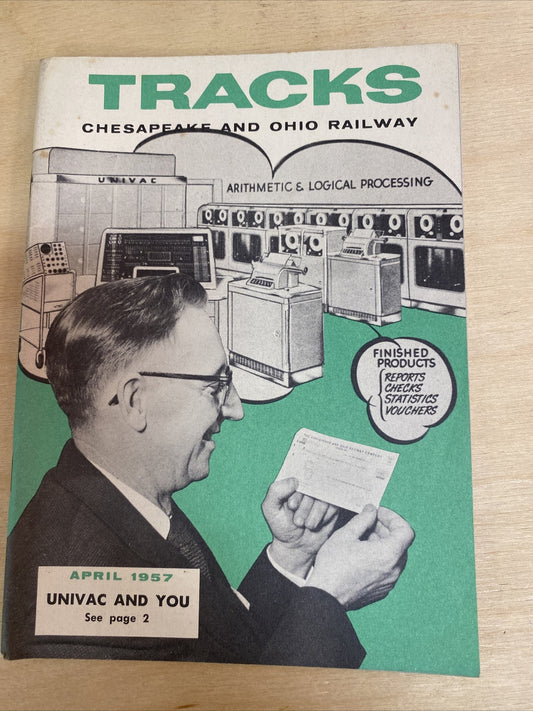 TRACKS
CHESAPEAKE AND OHIO RAILWAY
UNIVAC
ARITHMETIC & LOGICAL PROCESSING
FINISHED
PRODUCTS
REPORTS
CHECKS
STATISTICS
VOUCHERS
APRIL 1957
UNIVAC AND YOU
See page 2